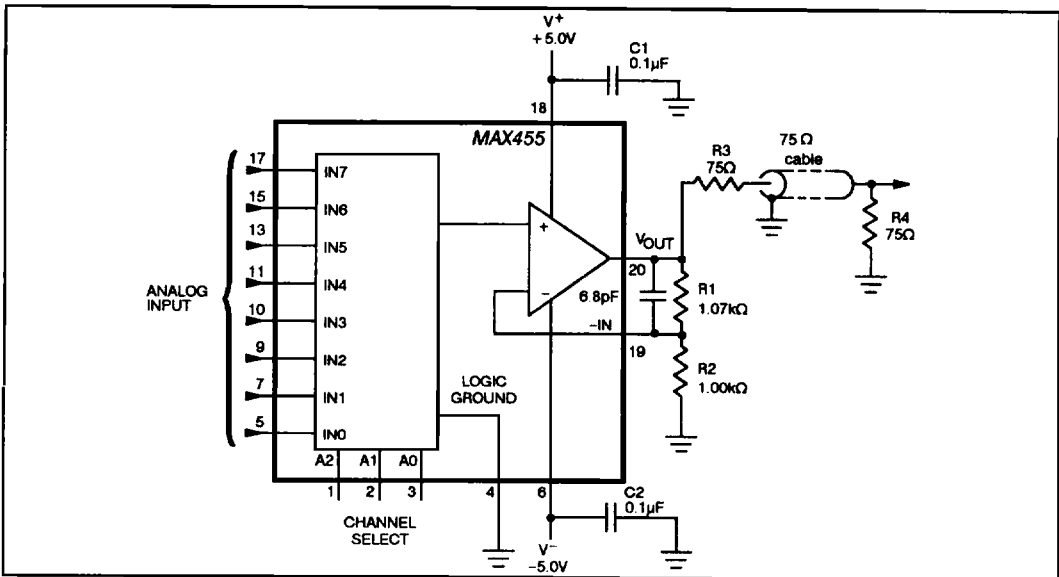 V+
+5.0V
C1
0.1µF
18
MAX455
17
IN7
15
IN6
13
IN5
11
IN4
10
IN3
9
IN2
7
IN1
5
IN0
ANALOG
INPUT
A2
A1
A0
1
2
3
4
6
LOGIC
GROUND
CHANNEL
SELECT
+
−
VOUT
20
6.8pF
−IN
19
R1
1.07kΩ
R2
1.00kΩ
R3
75Ω
75Ω
cable
R4
75Ω
C2
0.1µF
V−
−5.0V